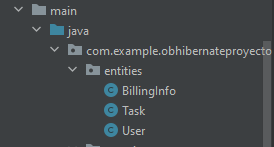 main
java
com.example.obhibernateproyecto
entities
BillingInfo
Task
User